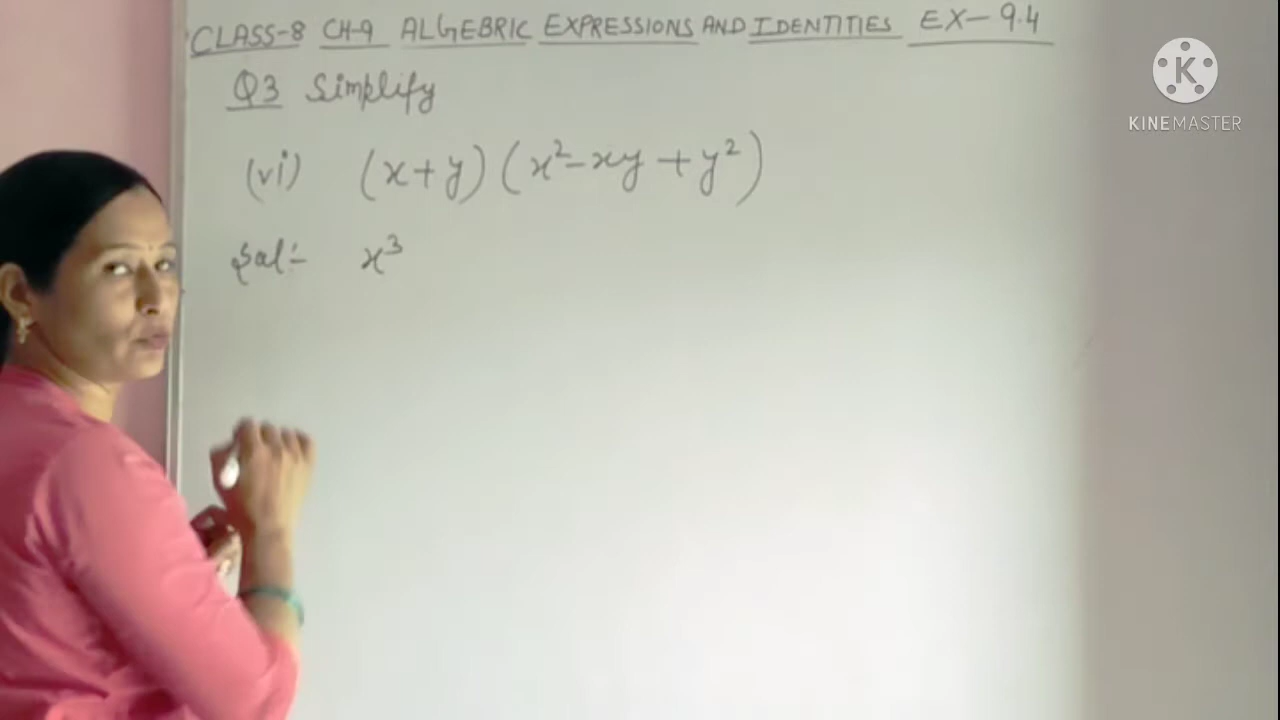 CLASS-8 CH-9 ALGEBRIC EXPRESSIONS AND IDENTITIES EX-9.4
Q3 Simplify
(vi) (x+y)(x²-xy+y²)
Sol:- x³
K
KINEMASTER